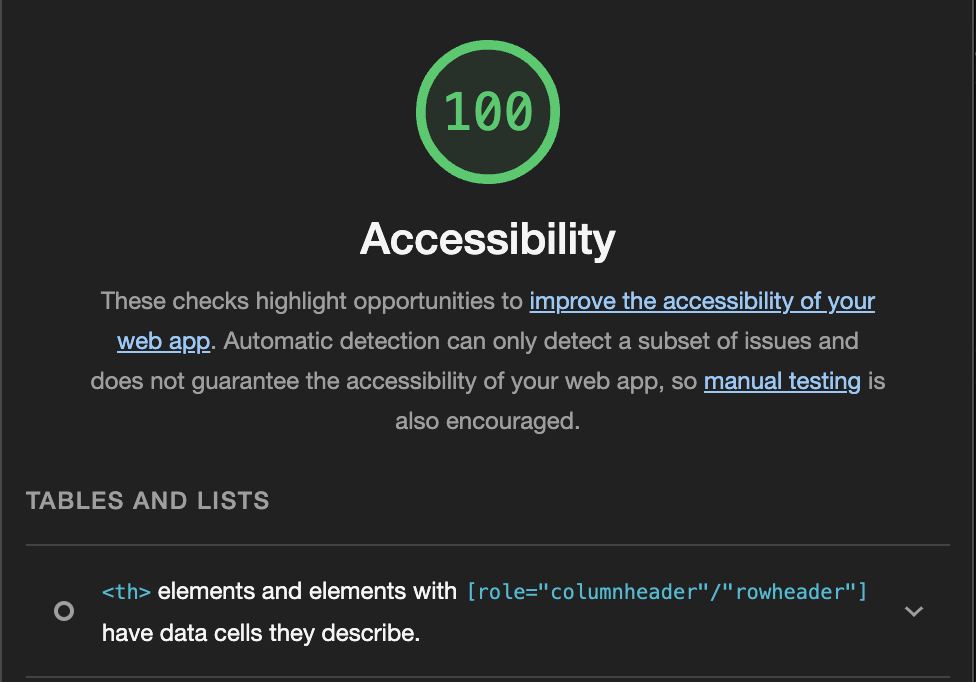 100
Accessibility
These checks highlight opportunities to improve the accessibility of your
web app. Automatic detection can only detect a subset of issues and
does not guarantee the accessibility of your web app, so manual testing is
also encouraged.
TABLES AND LISTS
<th> elements and elements with [role="columnheader"/"rowheader"]
have data cells they describe.